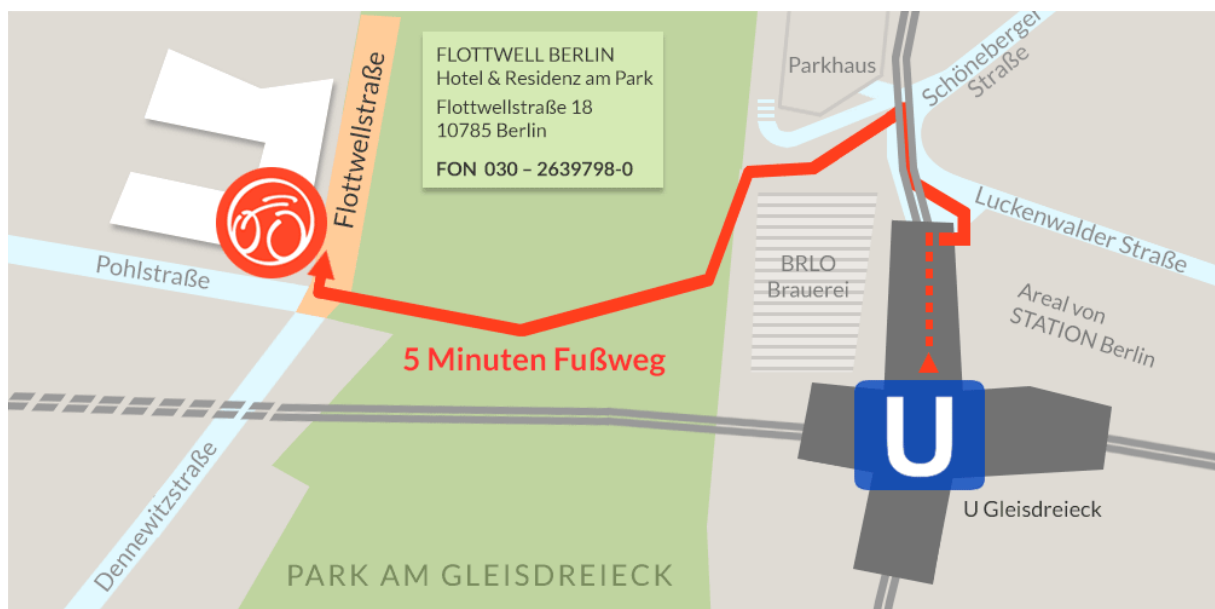 FLOTTWELL BERLIN
Hotel & Residenz am Park
Flottwellstraße 18
10785 Berlin
FON 030 – 2639798-0
Flottwellstraße
Parkhaus
Schöneberger
Straße
Luckenwalder Straße
Pohlstraße
BRLO
Brauerei
Areal von
STATION Berlin
5 Minuten Fußweg
U
U Gleisdreieck
Dennewitzstraße
PARK AM GLEISDREIECK